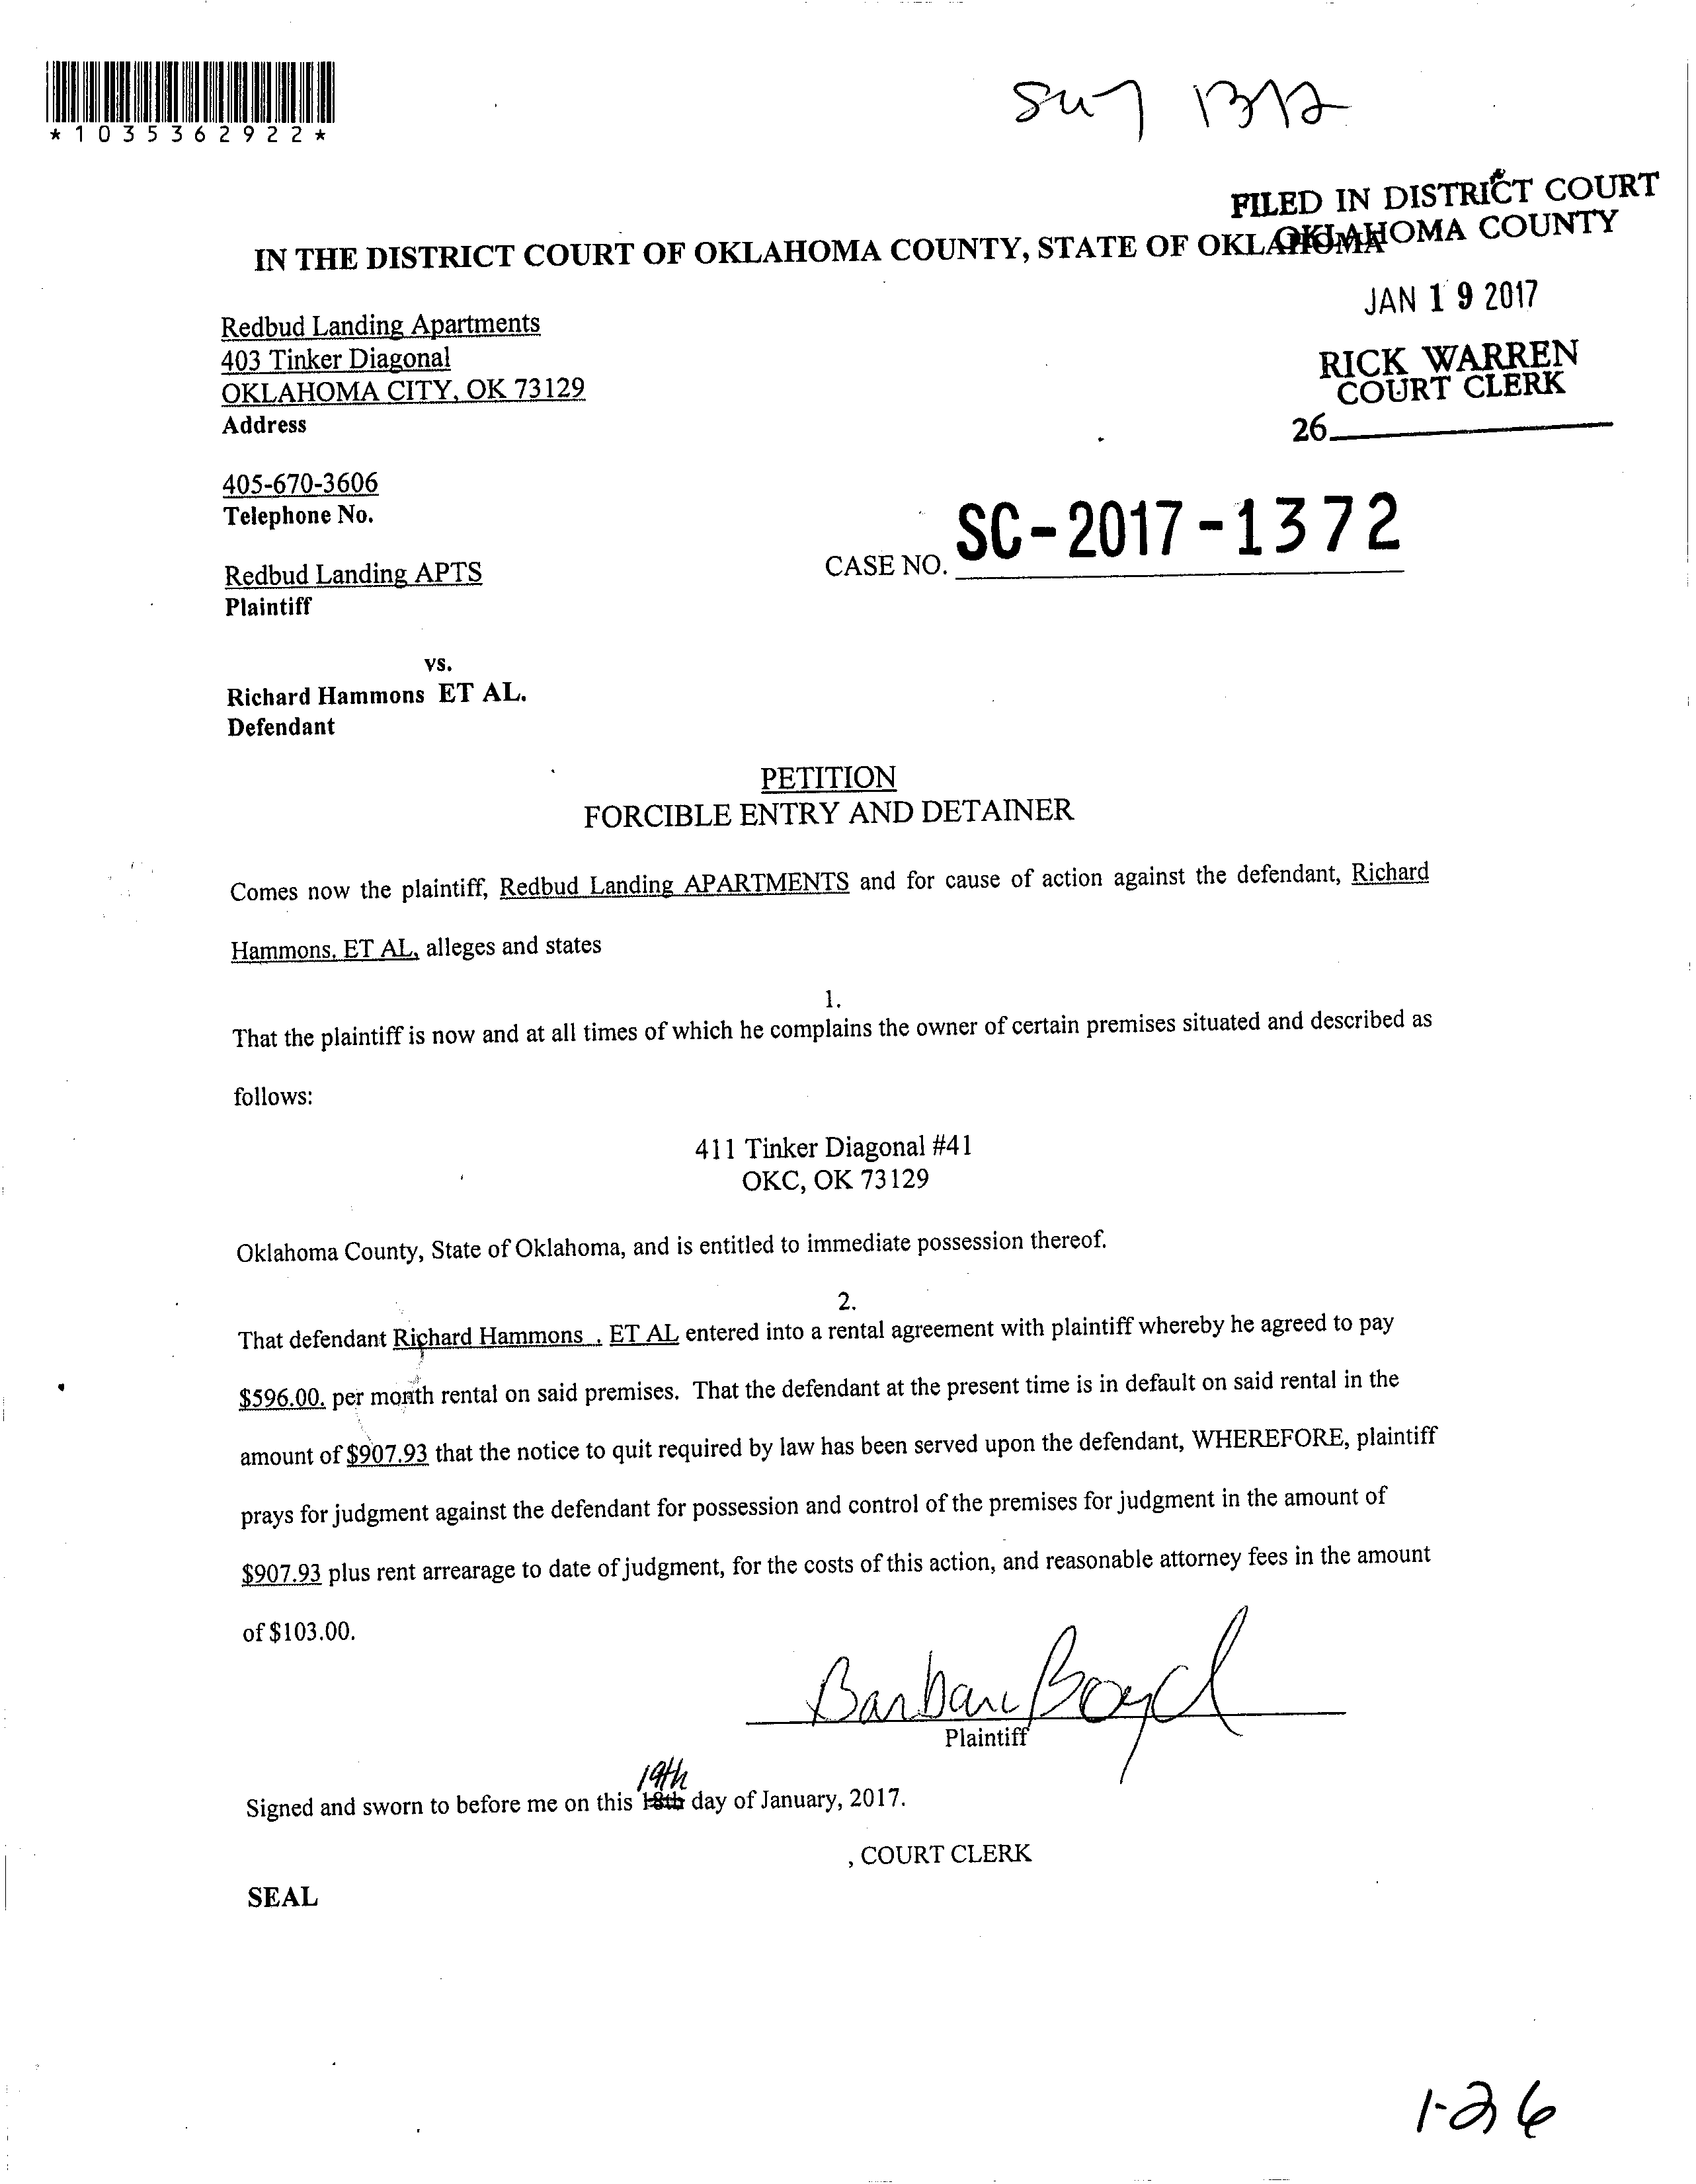 *1035362922*
FILED IN DISTRICT COURT
OKLAHOMA COUNTY
IN THE DISTRICT COURT OF OKLAHOMA COUNTY, STATE OF OKLAHOMA
JAN 19 2017
RICK WARREN
COURT CLERK
26
Redbud Landing Apartments
403 Tinker Diagonal
OKLAHOMA CITY, OK 73129
Address
405-670-3606
Telephone No.
CASE NO. SC-2017-1372
Redbud Landing APTS
Plaintiff
vs.
Richard Hammons ET AL.
Defendant
PETITION
FORCIBLE ENTRY AND DETAINER
Comes now the plaintiff, Redbud Landing APARTMENTS and for cause of action against the defendant, Richard
Hammons, ET AL, alleges and states
1.
That the plaintiff is now and at all times of which he complains the owner of certain premises situated and described as
follows:
411 Tinker Diagonal #41
OKC, OK 73129
Oklahoma County, State of Oklahoma, and is entitled to immediate possession thereof.
2.
That defendant Richard Hammons , ET AL entered into a rental agreement with plaintiff whereby he agreed to pay
$596.00. per month rental on said premises. That the defendant at the present time is in default on said rental in the
amount of $907.93 that the notice to quit required by law has been served upon the defendant, WHEREFORE, plaintiff
prays for judgment against the defendant for possession and control of the premises for judgment in the amount of
$907.93 plus rent arrearage to date of judgment, for the costs of this action, and reasonable attorney fees in the amount
of $103.00.
Barbara Boyd
Plaintiff
19th
Signed and sworn to before me on this 18th day of January, 2017.
, COURT CLERK
SEAL
1-26